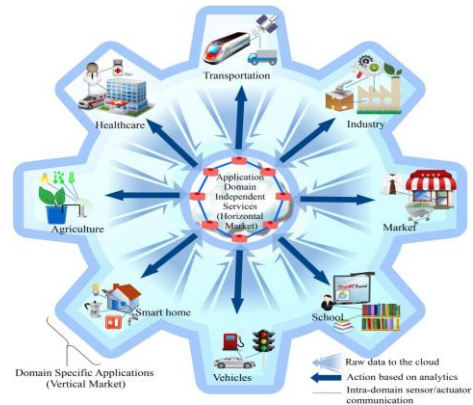 Transportation
Healthcare
Industry
Application
Domain
Independent
Services
(Horizontal
Market)
Agriculture
Market
Smart home
School
Vehicles
Domain Specific Applications
(Vertical Market)
Raw data to the cloud
Action based on analytics
Intra-domain sensor/actuator
communication